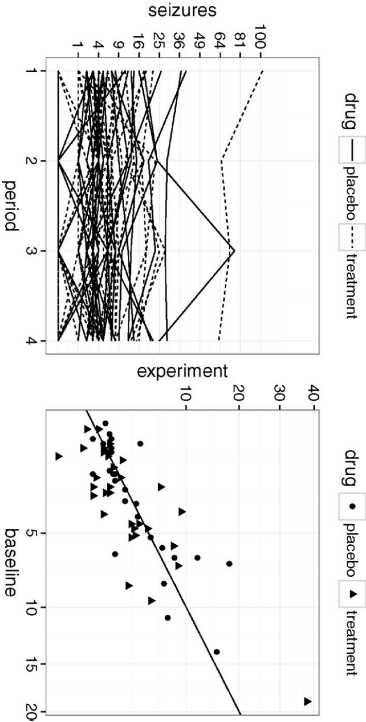 drug placebo treatment
seizures
100
81
64
49
36
25
16
9
4
1
1 2 3 4
period
drug placebo treatment
experiment
40
30
20
10
5 10 15 20
baseline